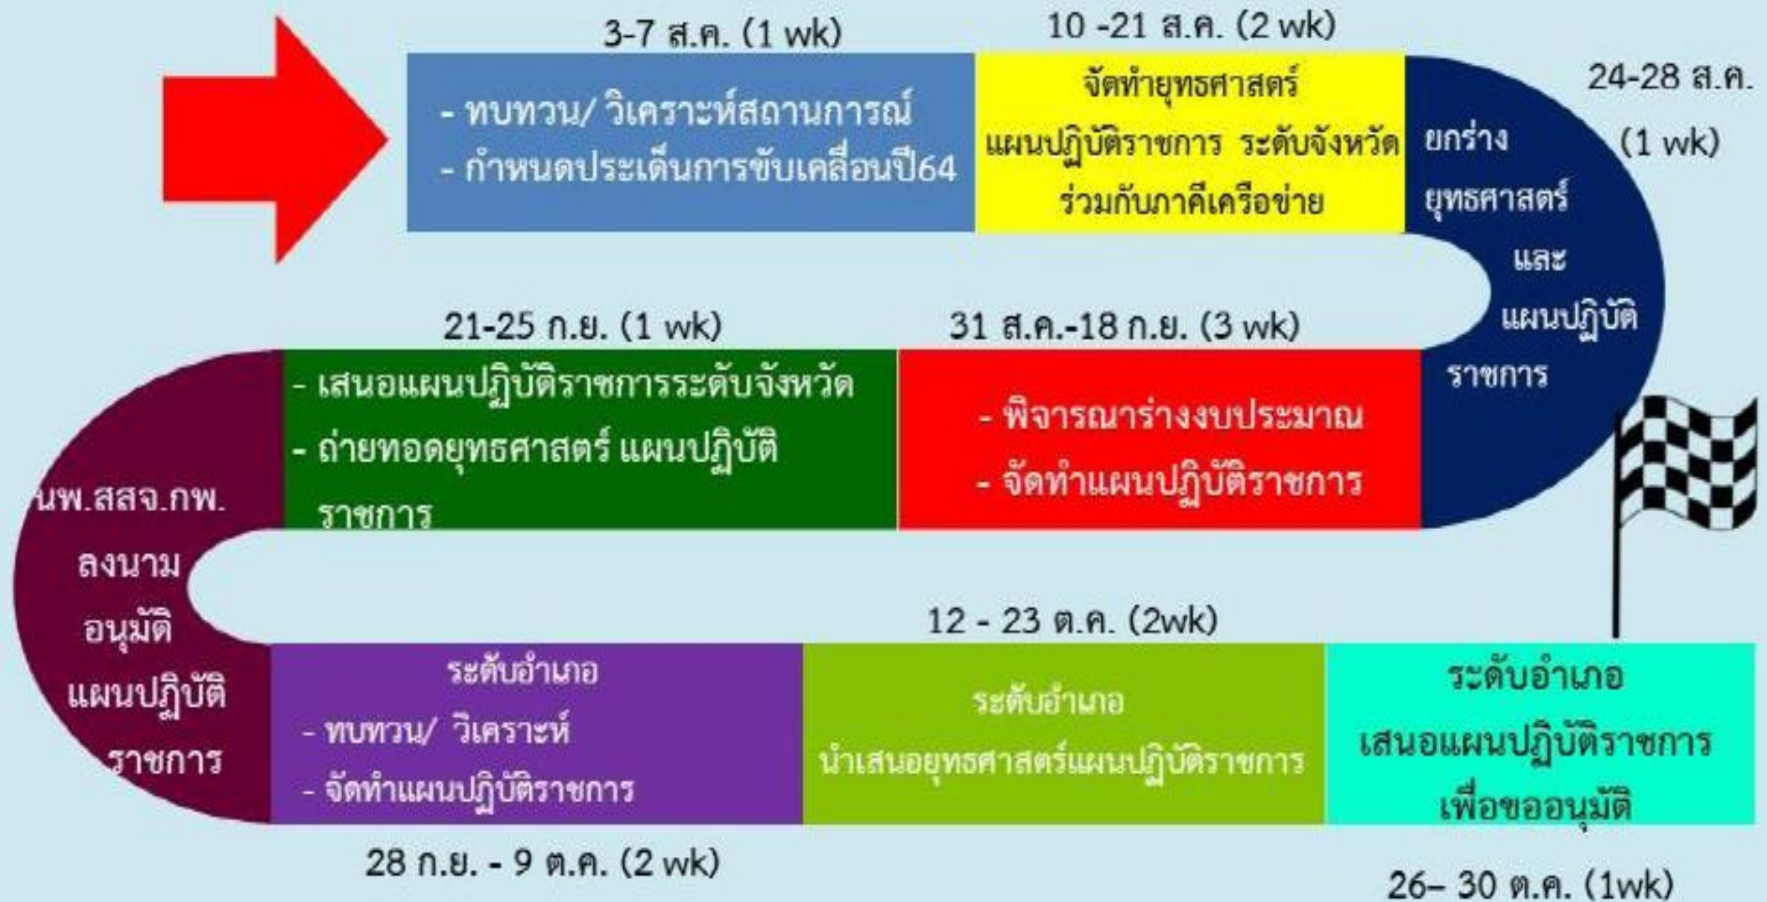 3-7 ส.ค. (1 wk)
- ทบทวน/ วิเคราะห์สถานการณ์
- กำหนดประเด็นการขับเคลื่อนปี64
10 -21 ส.ค. (2 wk)
จัดทำยุทธศาสตร์
แผนปฏิบัติราชการ ระดับจังหวัด
ร่วมกับภาคีเครือข่าย
24-28 ส.ค.
(1 wk)
ยกร่าง
ยุทธศาสตร์
และ
แผนปฏิบัติ
ราชการ
31 ส.ค.-18 ก.ย. (3 wk)
- พิจารณาร่างงบประมาณ
- จัดทำแผนปฏิบัติราชการ
21-25 ก.ย. (1 wk)
- เสนอแผนปฏิบัติราชการระดับจังหวัด
- ถ่ายทอดยุทธศาสตร์ แผนปฏิบัติ
ราชการ
นพ.สสจ.กพ.
ลงนาม
อนุมัติ
แผนปฏิบัติ
ราชการ
ระดับอำเภอ
- ทบทวน/ วิเคราะห์
- จัดทำแผนปฏิบัติราชการ
28 ก.ย. - 9 ต.ค. (2 wk)
12 - 23 ต.ค. (2wk)
ระดับอำเภอ
นำเสนอยุทธศาสตร์แผนปฏิบัติราชการ
ระดับอำเภอ
เสนอแผนปฏิบัติราชการ
เพื่อขออนุมัติ
26– 30 ต.ค. (1wk)